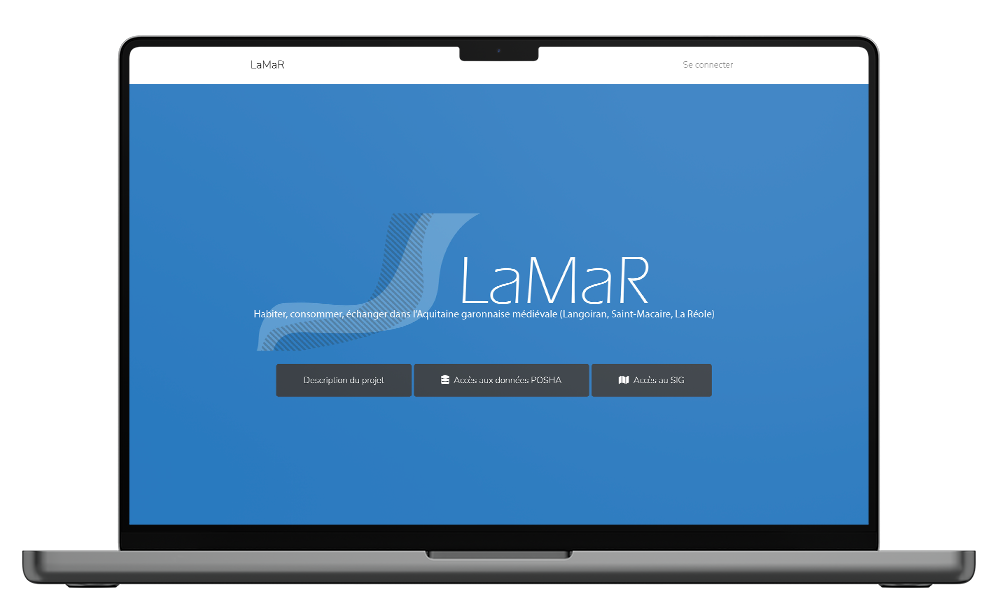 LaMaR
Se connecter
LaMaR
Habiter, consommer, échanger dans l'Aquitaine garonnaise médiévale (Langoiran, Saint-Macaire, La Réole)
Description du projet
Accès aux données POSHA
Accès au SIG